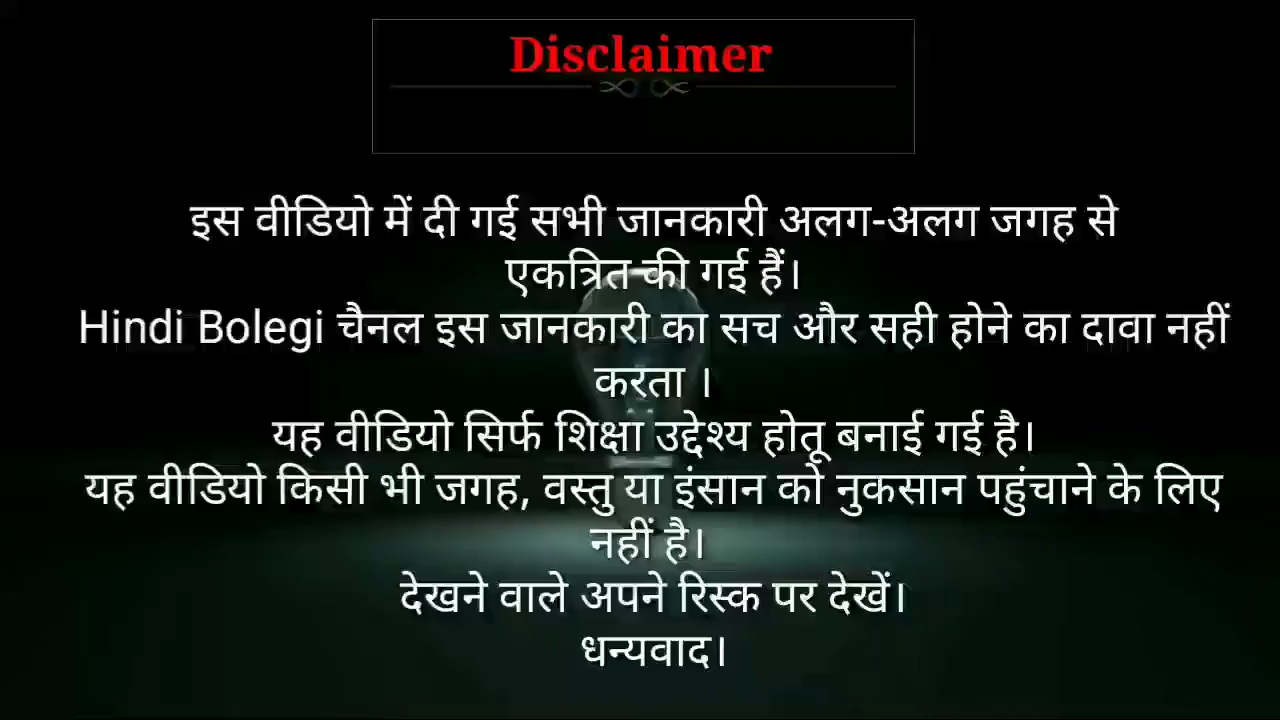 Disclaimer
इस वीडियो में दी गई सभी जानकारी अलग-अलग जगह से
एकत्रित की गई हैं।
Hindi Bolegi चैनल इस जानकारी का सच और सही होने का दावा नहीं
करता ।
यह वीडियो सिर्फ शिक्षा उद्देश्य होतू बनाई गई है।
यह वीडियो किसी भी जगह, वस्तु या इंसान को नुकसान पहुंचाने के लिए
नहीं है।
देखने वाले अपने रिस्क पर देखें।
धन्यवाद।